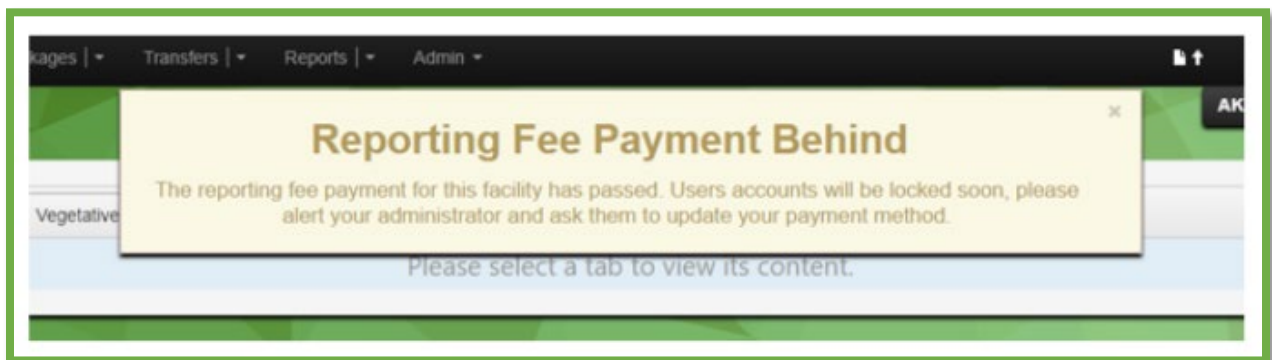 kages | Transfers | Reports | Admin
AK
Reporting Fee Payment Behind
×
The reporting fee payment for this facility has passed. Users accounts will be locked soon, please
alert your administrator and ask them to update your payment method.
Vegetative
Please select a tab to view its content.